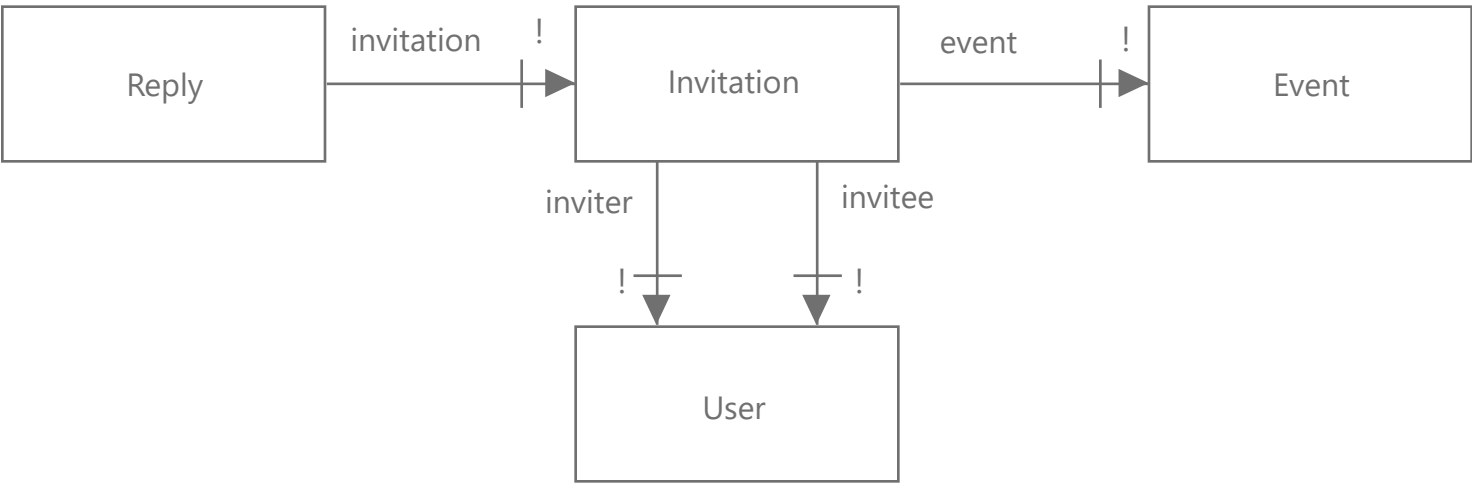 invitation
!
event
!
Reply
Invitation
Event
inviter
invitee
!
!
User